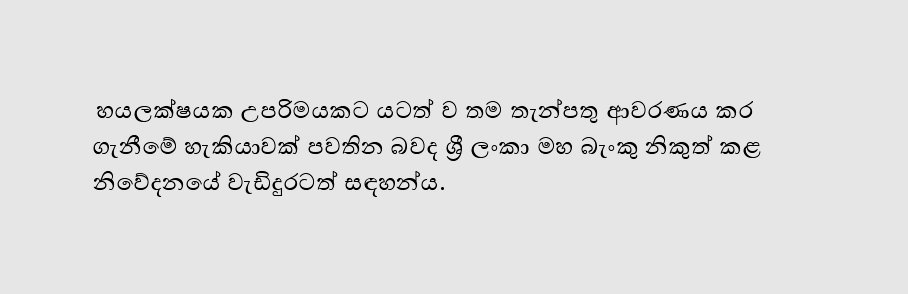 හයලක්ෂයක උපරිමයකට යටත් ව තම තැන්පතු ආවරණය කර
ගැනීමේ හැකියාවක් පවතින බවද ශ්‍රී ලංකා මහ බැංකු නිකුත් කළ
නිවේදනයේ වැඩිදුරටත් සඳහන්ය.